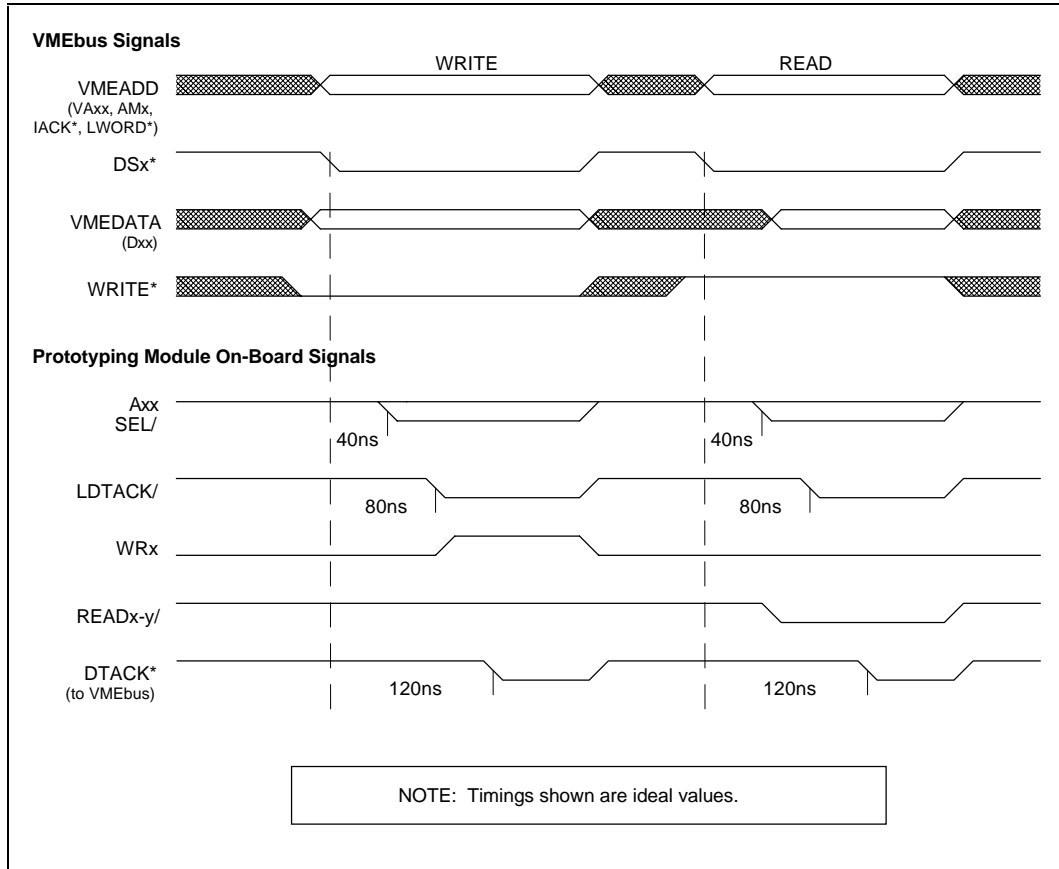 VMEbus Signals
WRITE READ
VMEADD
(VAxx, AMx,
IACK*, LWORD*)
DSx*
VMEDATA
(Dxx)
WRITE*
Prototyping Module On-Board Signals
Axx
SEL/
40ns 40ns
LDTACK/
80ns 80ns
WRx
READx-y/
DTACK*
(to VMEbus)
120ns 120ns
NOTE: Timings shown are ideal values.